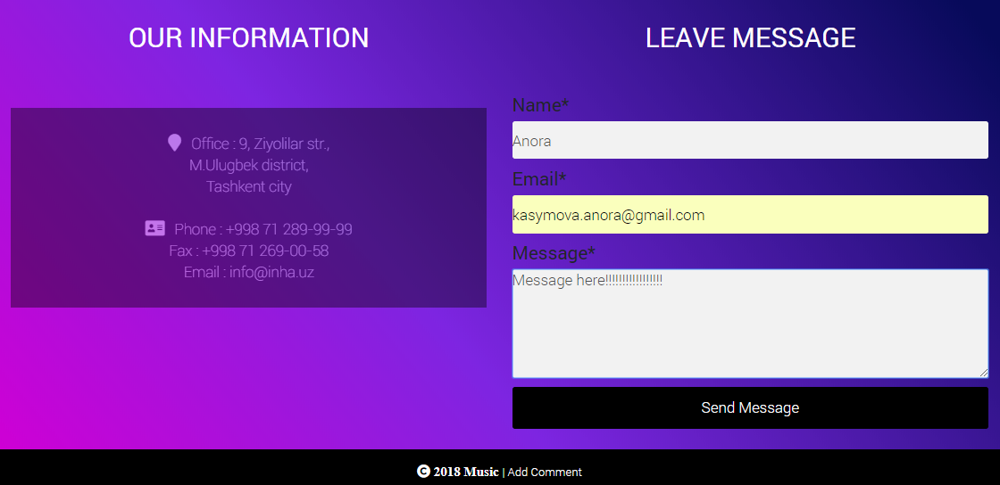 OUR INFORMATION
Office : 9, Ziyolilar str.,
M.Ulugbek district,
Tashkent city
Phone : +998 71 289-99-99
Fax : +998 71 269-00-58
Email : info@inha.uz
LEAVE MESSAGE
Name*
Anora
Email*
kasymova.anora@gmail.com
Message*
Message here!!!!!!!!!!!!!!!!!
Send Message
© 2018 Music | Add Comment